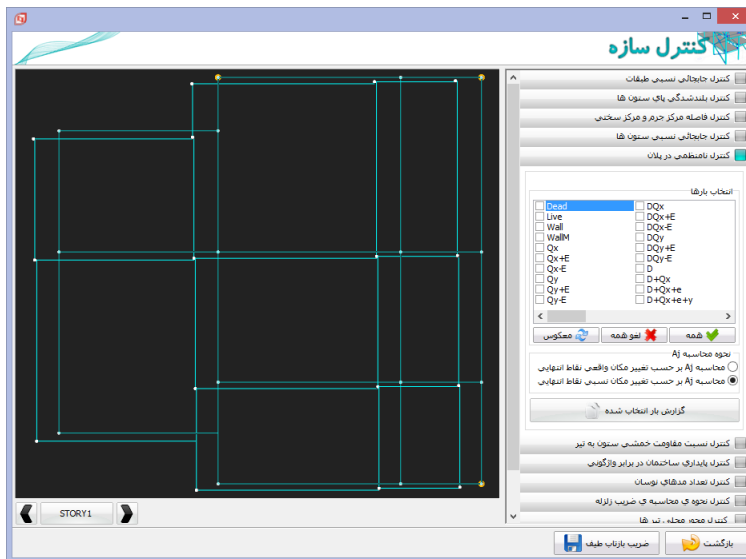 کنترل سازه
کنترل جابجائی نسبی طبقات
کنترل بلندشدگی پای ستون ها
کنترل فاصله مرکز جرم و مرکز سختی
کنترل جابجائی نسبی ستون ها
کنترل نامنظمی در پلان
انتخاب بارها
Dead DQx
Live DQx+E
Wall DQx-E
WallM DQy
Qx DQy+E
Qx+E DQy-E
Qx-E D
Qy D+Qx
Qy+E D+Qx+e
Qy-E D+Qx+e+y
همه لغو همه معکوس
نحوه محاسبه Aj
محاسبه Aj بر حسب تغییر مکان واقعی نقاط انتهایی
محاسبه Aj بر حسب تغییر مکان نسبی نقاط انتهایی
گزارش بار انتخاب شده
کنترل نسبت مقاومت خمشی ستون به تیر
کنترل پایداری ساختمان در برابر واژگونی
کنترل تعداد مدهای نوسان
کنترل نحوه ی محاسبه ی ضریب زلزله
کنترل محور محلی تیر ها
STORY1
بازگشت ضریب بازتاب طیف